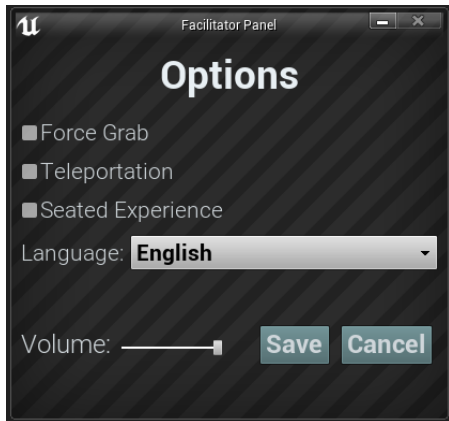 Facilitator Panel
Options
Force Grab
Teleportation
Seated Experience
Language: English
Volume: Save Cancel